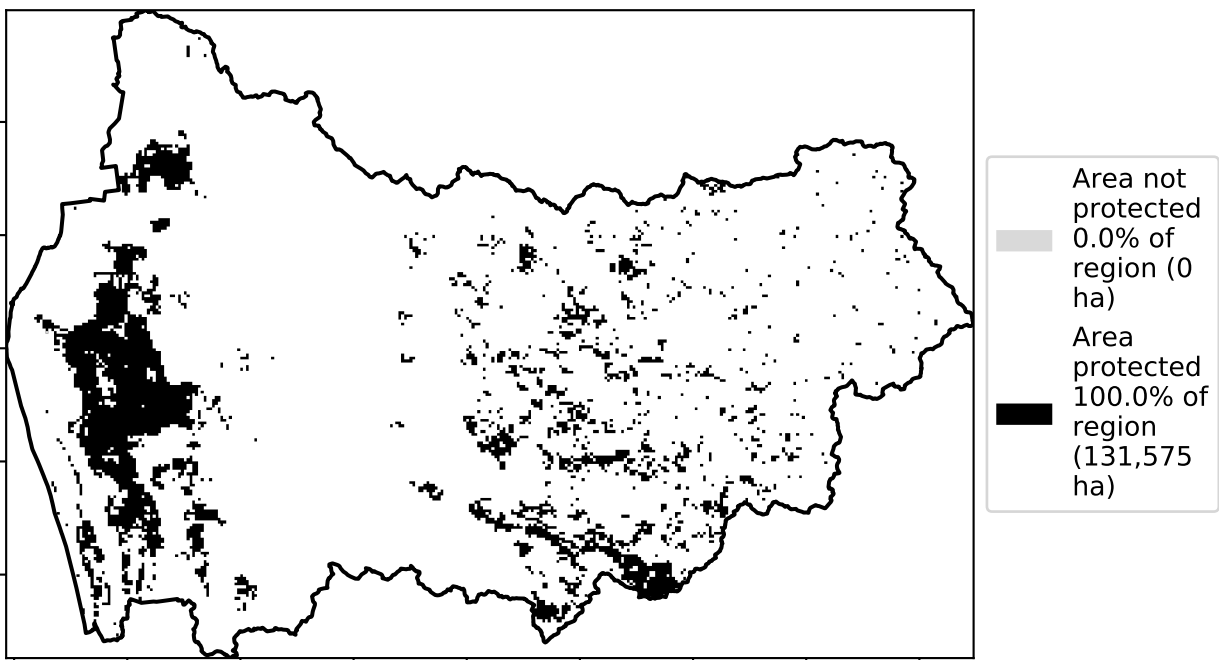 Area not
protected
0.0% of
region (0
ha)
Area
protected
100.0% of
region
(131,575
ha)